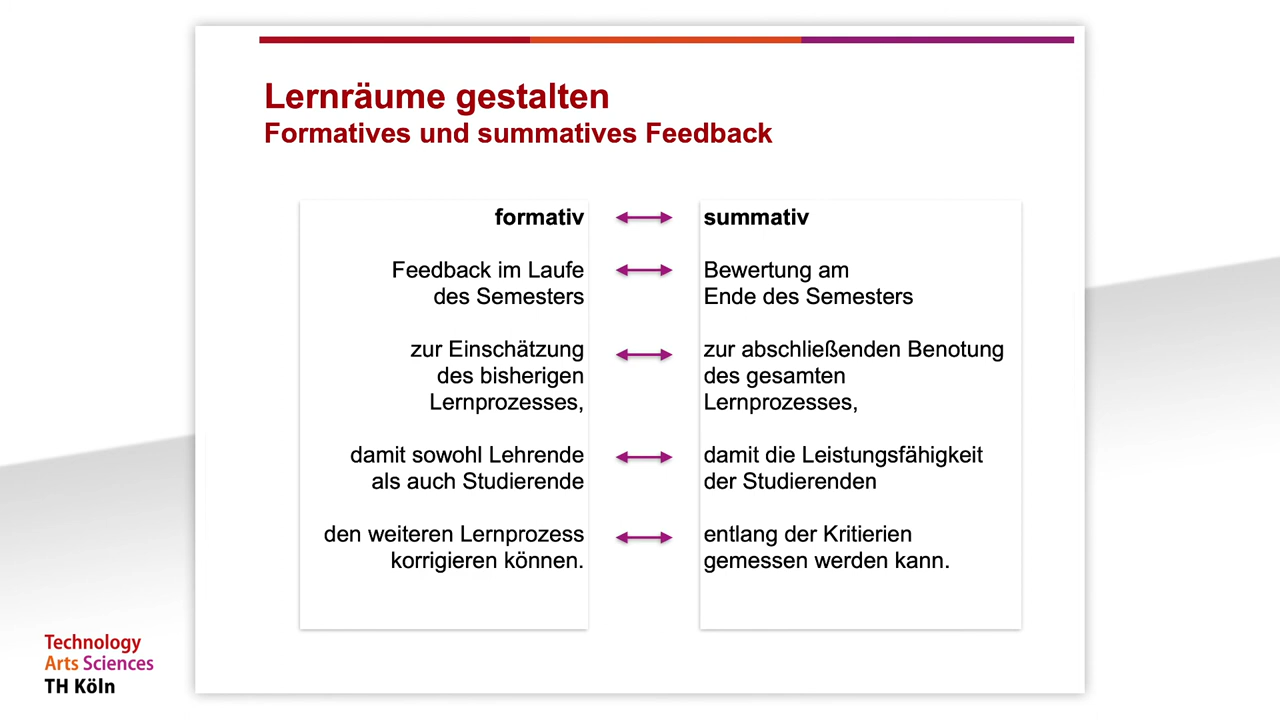 Lernräume gestalten
Formatives und summatives Feedback
formativ
Feedback im Laufe
des Semesters
zur Einschätzung
des bisherigen
Lernprozesses,
damit sowohl Lehrende
als auch Studierende
den weiteren Lernprozess
korrigieren können.
summativ
Bewertung am
Ende des Semesters
zur abschließenden Benotung
des gesamten
Lernprozesses,
damit die Leistungsfähigkeit
der Studierenden
entlang der Kritierien
gemessen werden kann.
Technology
Arts Sciences
TH Köln